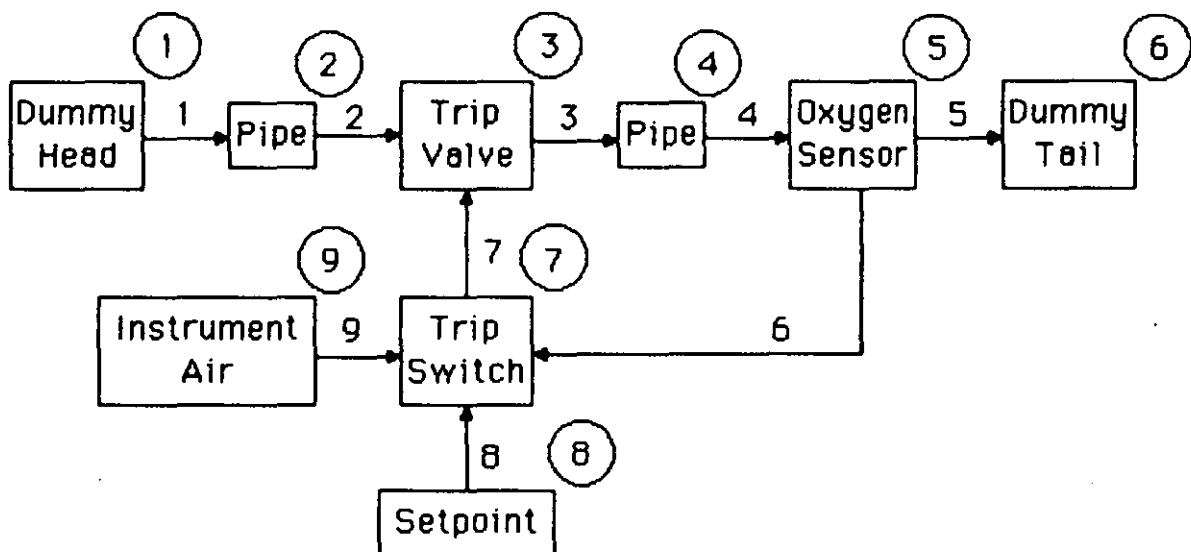 1
2
3
4
5
6
Dummy
Head
1
Pipe
2
Trip
Valve
3
Pipe
4
Oxygen
Sensor
5
Dummy
Tail
9
7
7
Instrument
Air
9
Trip
Switch
6
8
8
Setpoint